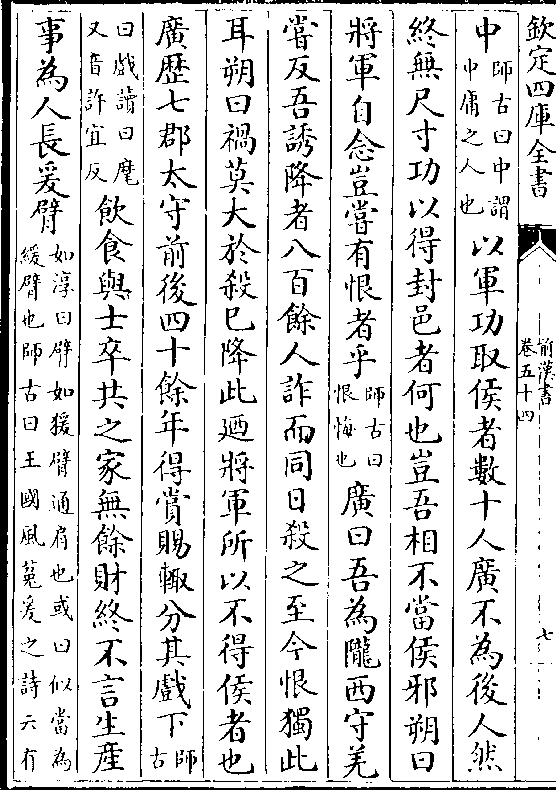 欽定四庫全書
前漢書
卷五十四
七
中師古曰中謂
中庸之人也以軍功取侯者數十人廣不為後人然
終無尺寸功以得封邑者何也豈吾相不當侯邪朔曰
將軍自念豈嘗有恨者乎師古曰
恨悔也廣曰吾為隴西守羌
嘗反吾誘降者八百餘人詐而同日殺之至今恨獨此
耳朔曰禍莫大於殺已降此廼將軍所以不得侯者也
廣歷七郡太守前後四十餘年得賞賜輙分其戲下師
古
曰戲讀曰麾
又音許宜反飲食與士卒共之家無餘財終不言生產
事為人長爰臂如淳曰臂如猨臂通肩也或曰似當為
緩臂也師古曰王國風菟爰之詩云有